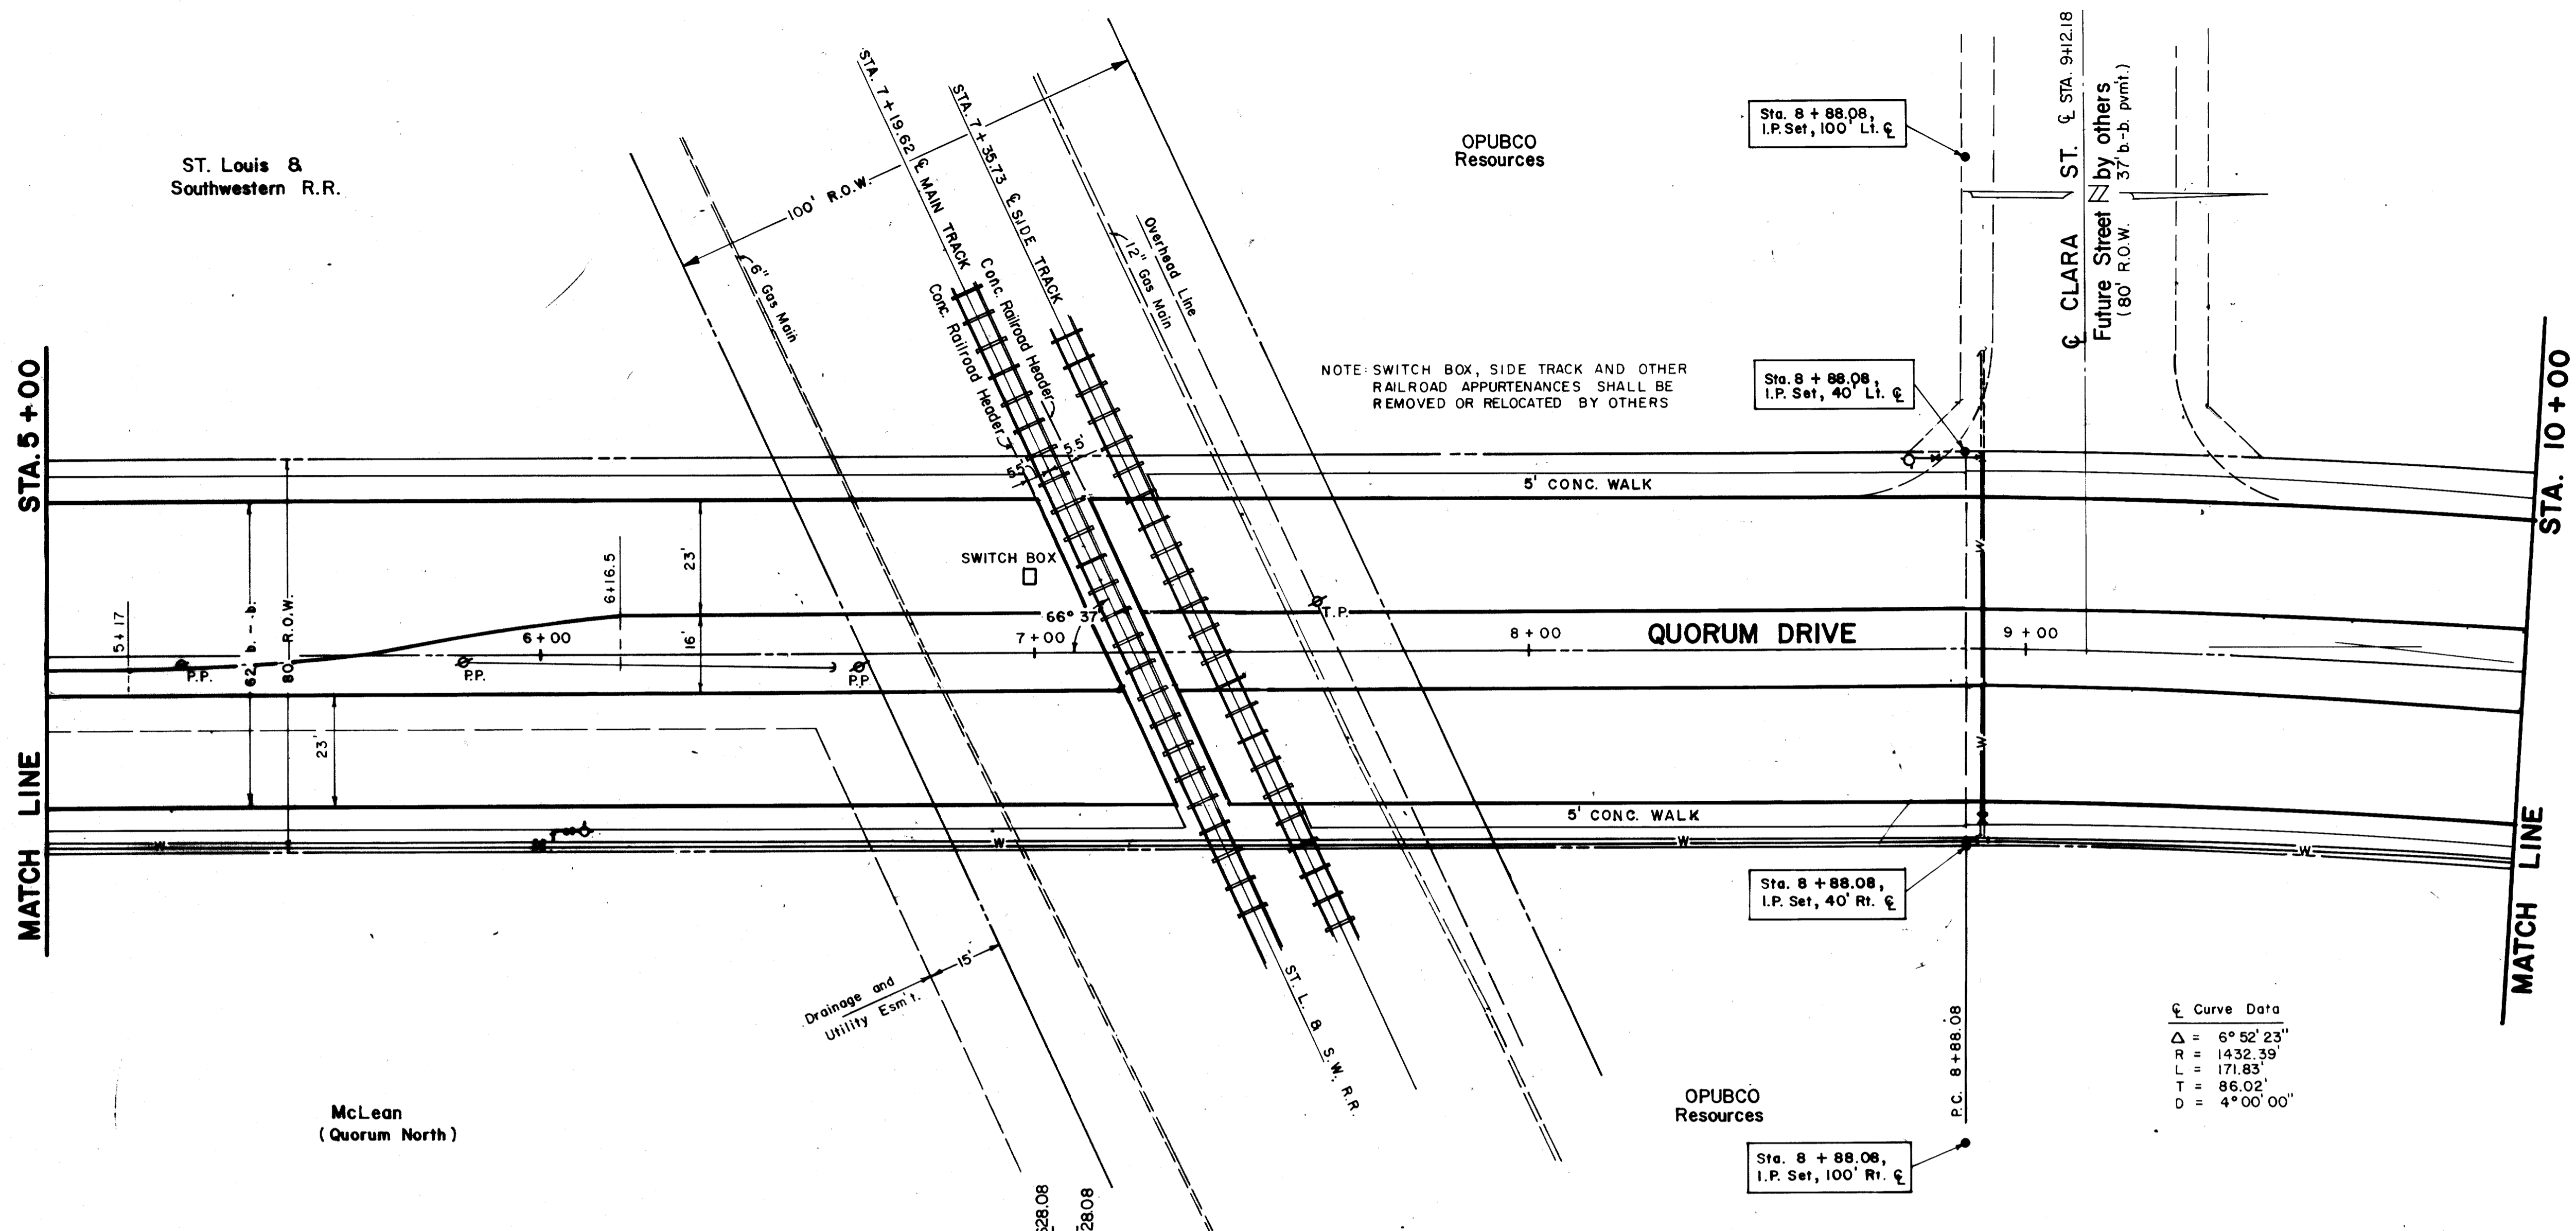 ST. Louis &
Southwestern R.R.
100' R.O.W.
6" Gas Main
STA. 7+19.62 ℄ MAIN TRACK
STA. 7+35.73 ℄ SIDE TRACK
Conc. Railroad Header
Conc. Railroad Header
12" Gas Main
Overhead Line
OPUBCO
Resources
NOTE: SWITCH BOX, SIDE TRACK AND OTHER
RAILROAD APPURTENANCES SHALL BE
REMOVED OR RELOCATED BY OTHERS
Sta. 8 + 88.08,
I.P. Set, 100' Lt. ℄
Sta. 8 + 88.08,
I.P. Set, 40' Lt. ℄
℄ CLARA ST. ℄ STA. 9+12.18
Future Street by others
(80' R.O.W. 37' b.-b. pvm't.)
MATCH LINE STA. 5+00
MATCH LINE STA. 10+00
5' CONC. WALK
5'
5'
SWITCH BOX
66° 37'
T.P.
5+17
62' b. - b.
80' R.O.W.
6+16.5
23'
16'
23'
P.P.
P.P.
P.P.
6+00
7+00
8+00
QUORUM DRIVE
9+00
W
W
5' CONC. WALK
W
W
W
W
Sta. 8 + 88.08,
I.P. Set, 40' Rt. ℄
15'
Drainage and
Utility Esm't.
ST. L. & S.W. R.R.
P.C. 8+88.08
℄ Curve Data
Δ = 6° 52' 23"
R = 1432.39'
L = 171.83'
T = 86.02'
D = 4° 00' 00"
McLean
(Quorum North)
OPUBCO
Resources
Sta. 8 + 88.08,
I.P. Set, 100' Rt. ℄
628.08
28.08